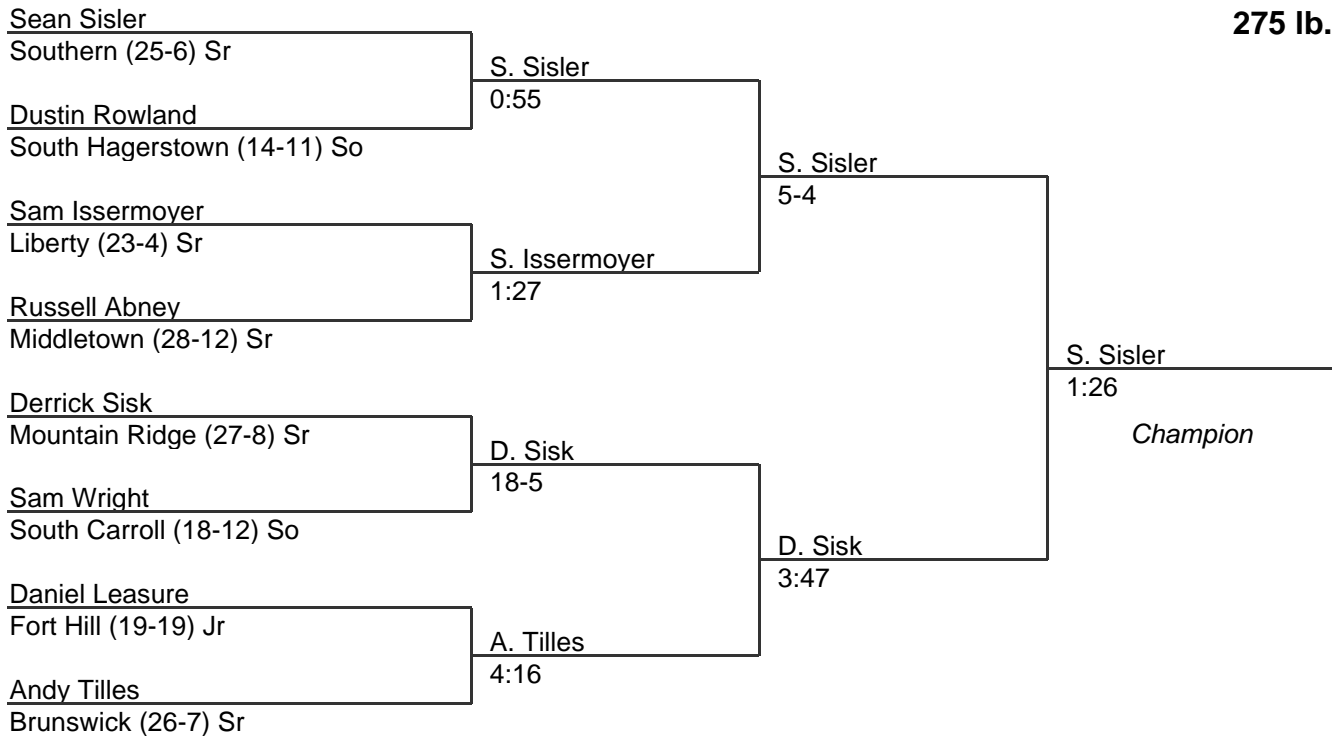 275 lb.
Sean Sisler
Southern (25-6) Sr
Dustin Rowland
South Hagerstown (14-11) So
Sam Issermoyer
Liberty (23-4) Sr
Russell Abney
Middletown (28-12) Sr
Derrick Sisk
Mountain Ridge (27-8) Sr
Sam Wright
South Carroll (18-12) So
Daniel Leasure
Fort Hill (19-19) Jr
Andy Tilles
Brunswick (26-7) Sr
S. Sisler
0:55
S. Issermoyer
1:27
D. Sisk
18-5
A. Tilles
4:16
S. Sisler
5-4
D. Sisk
3:47
S. Sisler
1:26
Champion